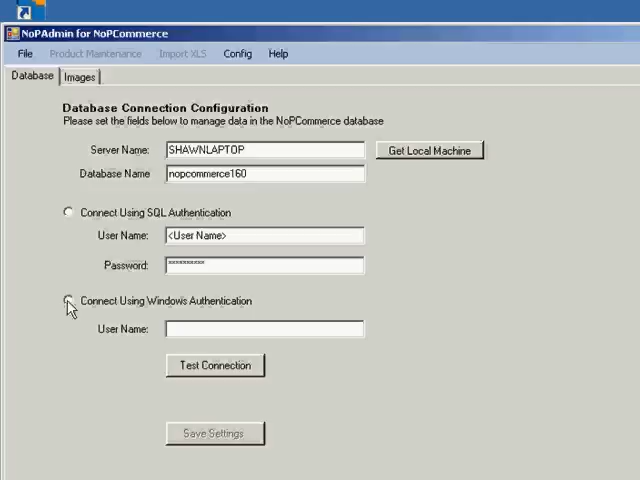 NoPAdmin for NoPCommerce
File Product Maintenance Import XLS Config Help
Database Images
Database Connection Configuration
Please set the fields below to manage data in the NoPCommerce database
Server Name: SHAWNLAPTOP Get Local Machine
Database Name nopcommerce160
Connect Using SQL Authentication
User Name: <User Name>
Password: **********
Connect Using Windows Authentication
User Name:
Test Connection
Save Settings